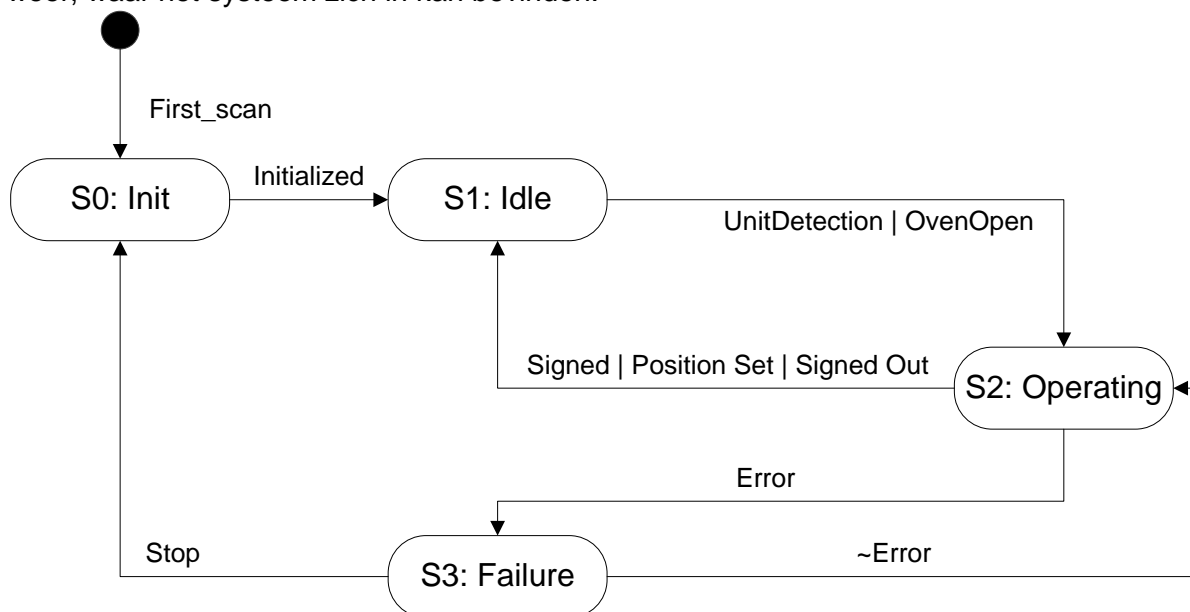 First_scan
S0: Init
Initialized
S1: Idle
UnitDetection | OvenOpen
Signed | Position Set | Signed Out
S2: Operating
Error
Stop
S3: Failure
~Error